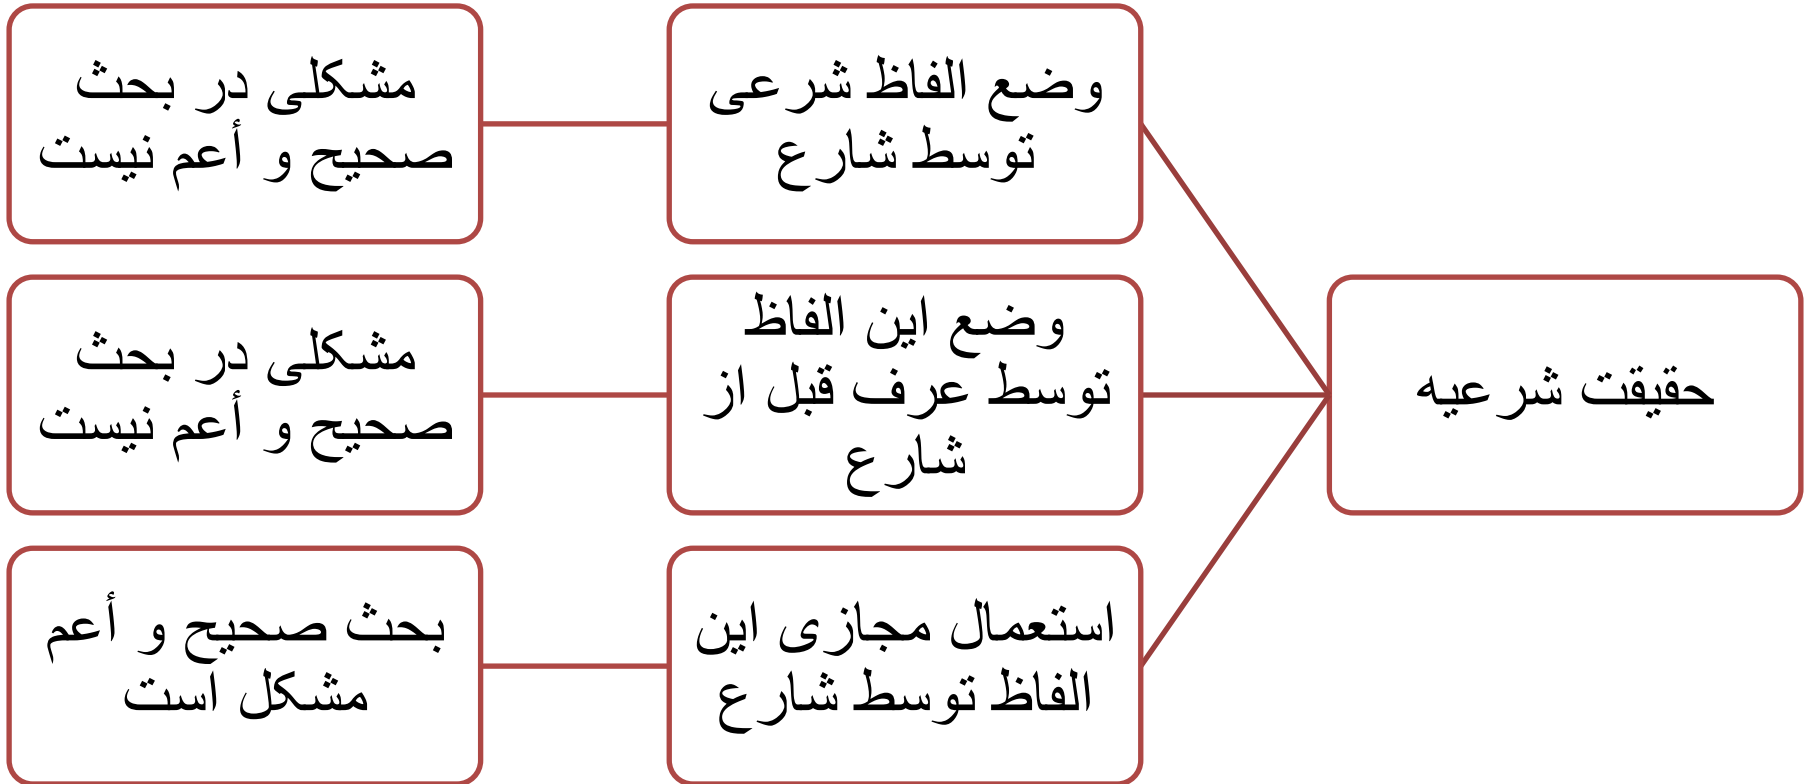 حقیقت شرعیه
وضع الفاظ شرعی
توسط شارع
مشکلی در بحث
صحیح و أعم نیست
وضع این الفاظ
توسط عرف قبل از
شارع
مشکلی در بحث
صحیح و أعم نیست
استعمال مجازی این
الفاظ توسط شارع
بحث صحیح و أعم
مشکل است